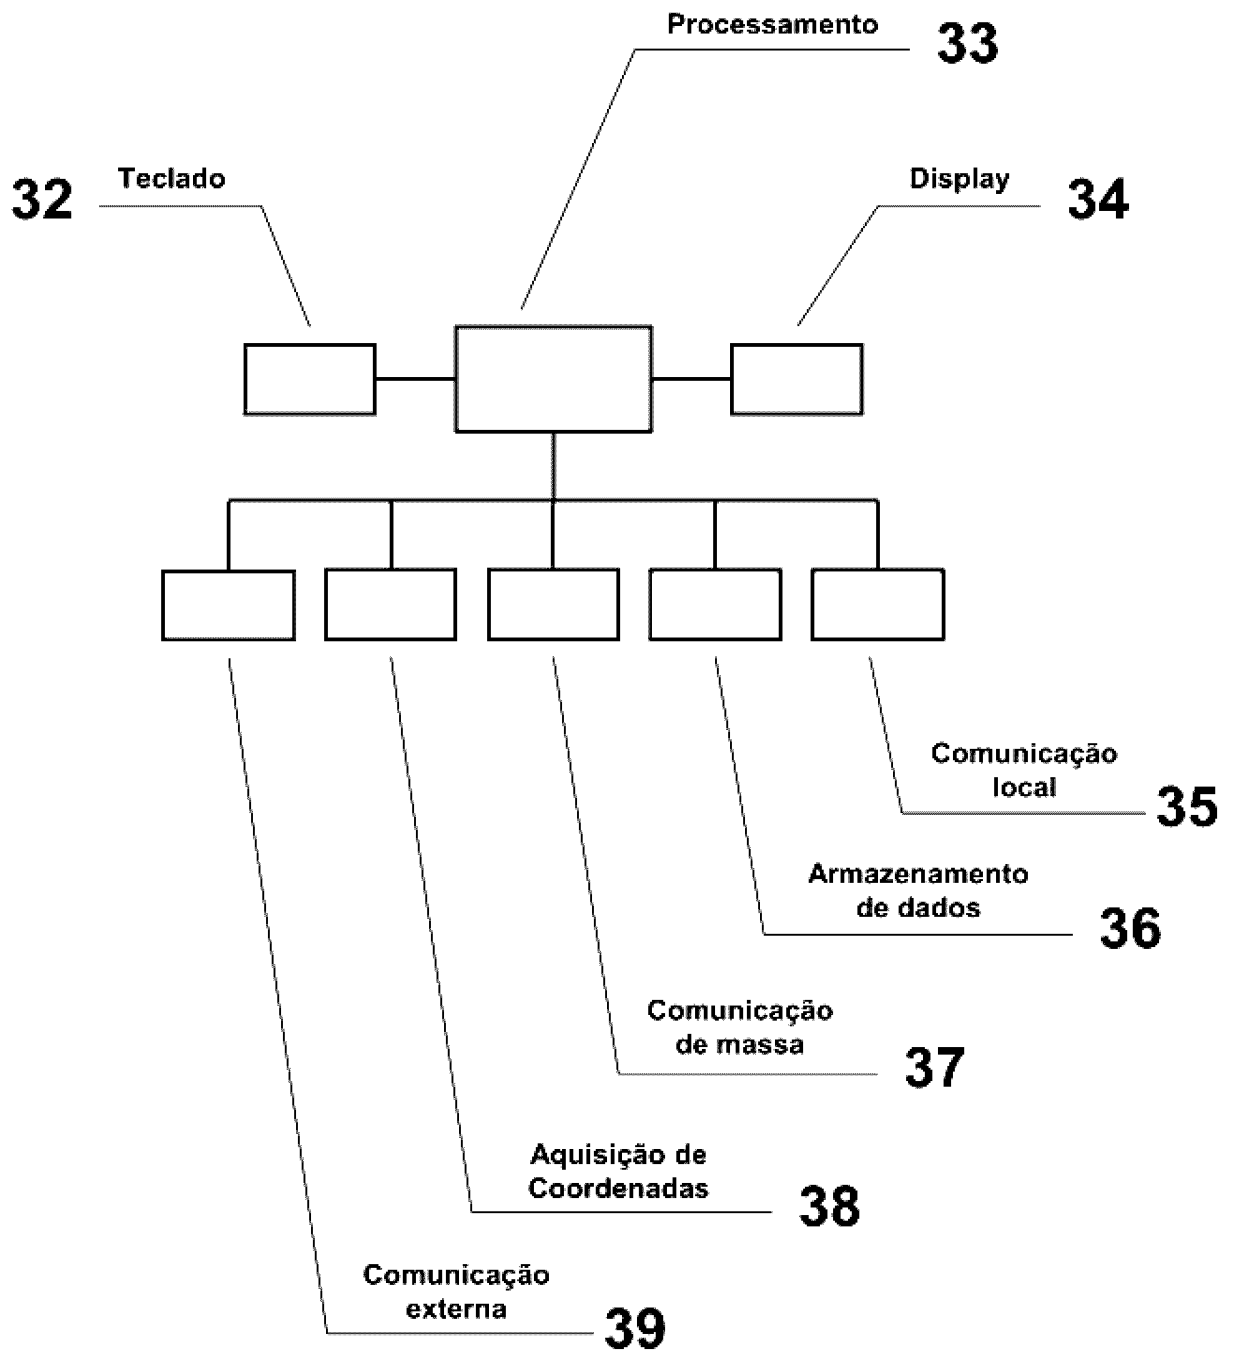 Processamento 33
32 Teclado
Display 34
Comunicação
local
35
Armazenamento
de dados
36
Comunicação
de massa
37
Aquisição de
Coordenadas
38
Comunicação
externa
39